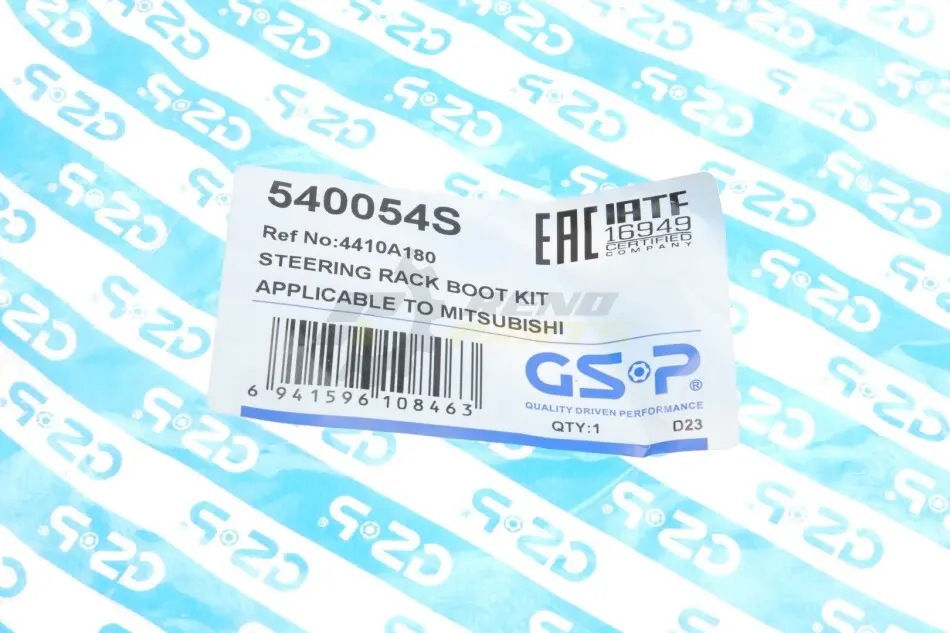 540054S
Ref No:4410A180
STEERING RACK BOOT KIT
APPLICABLE TO MITSUBISHI
6 941596 108463
EAC
IATF
16949
CERTIFIED
COMPANY
GSP®
QUALITY DRIVEN PERFORMANCE
QTY:1 D23